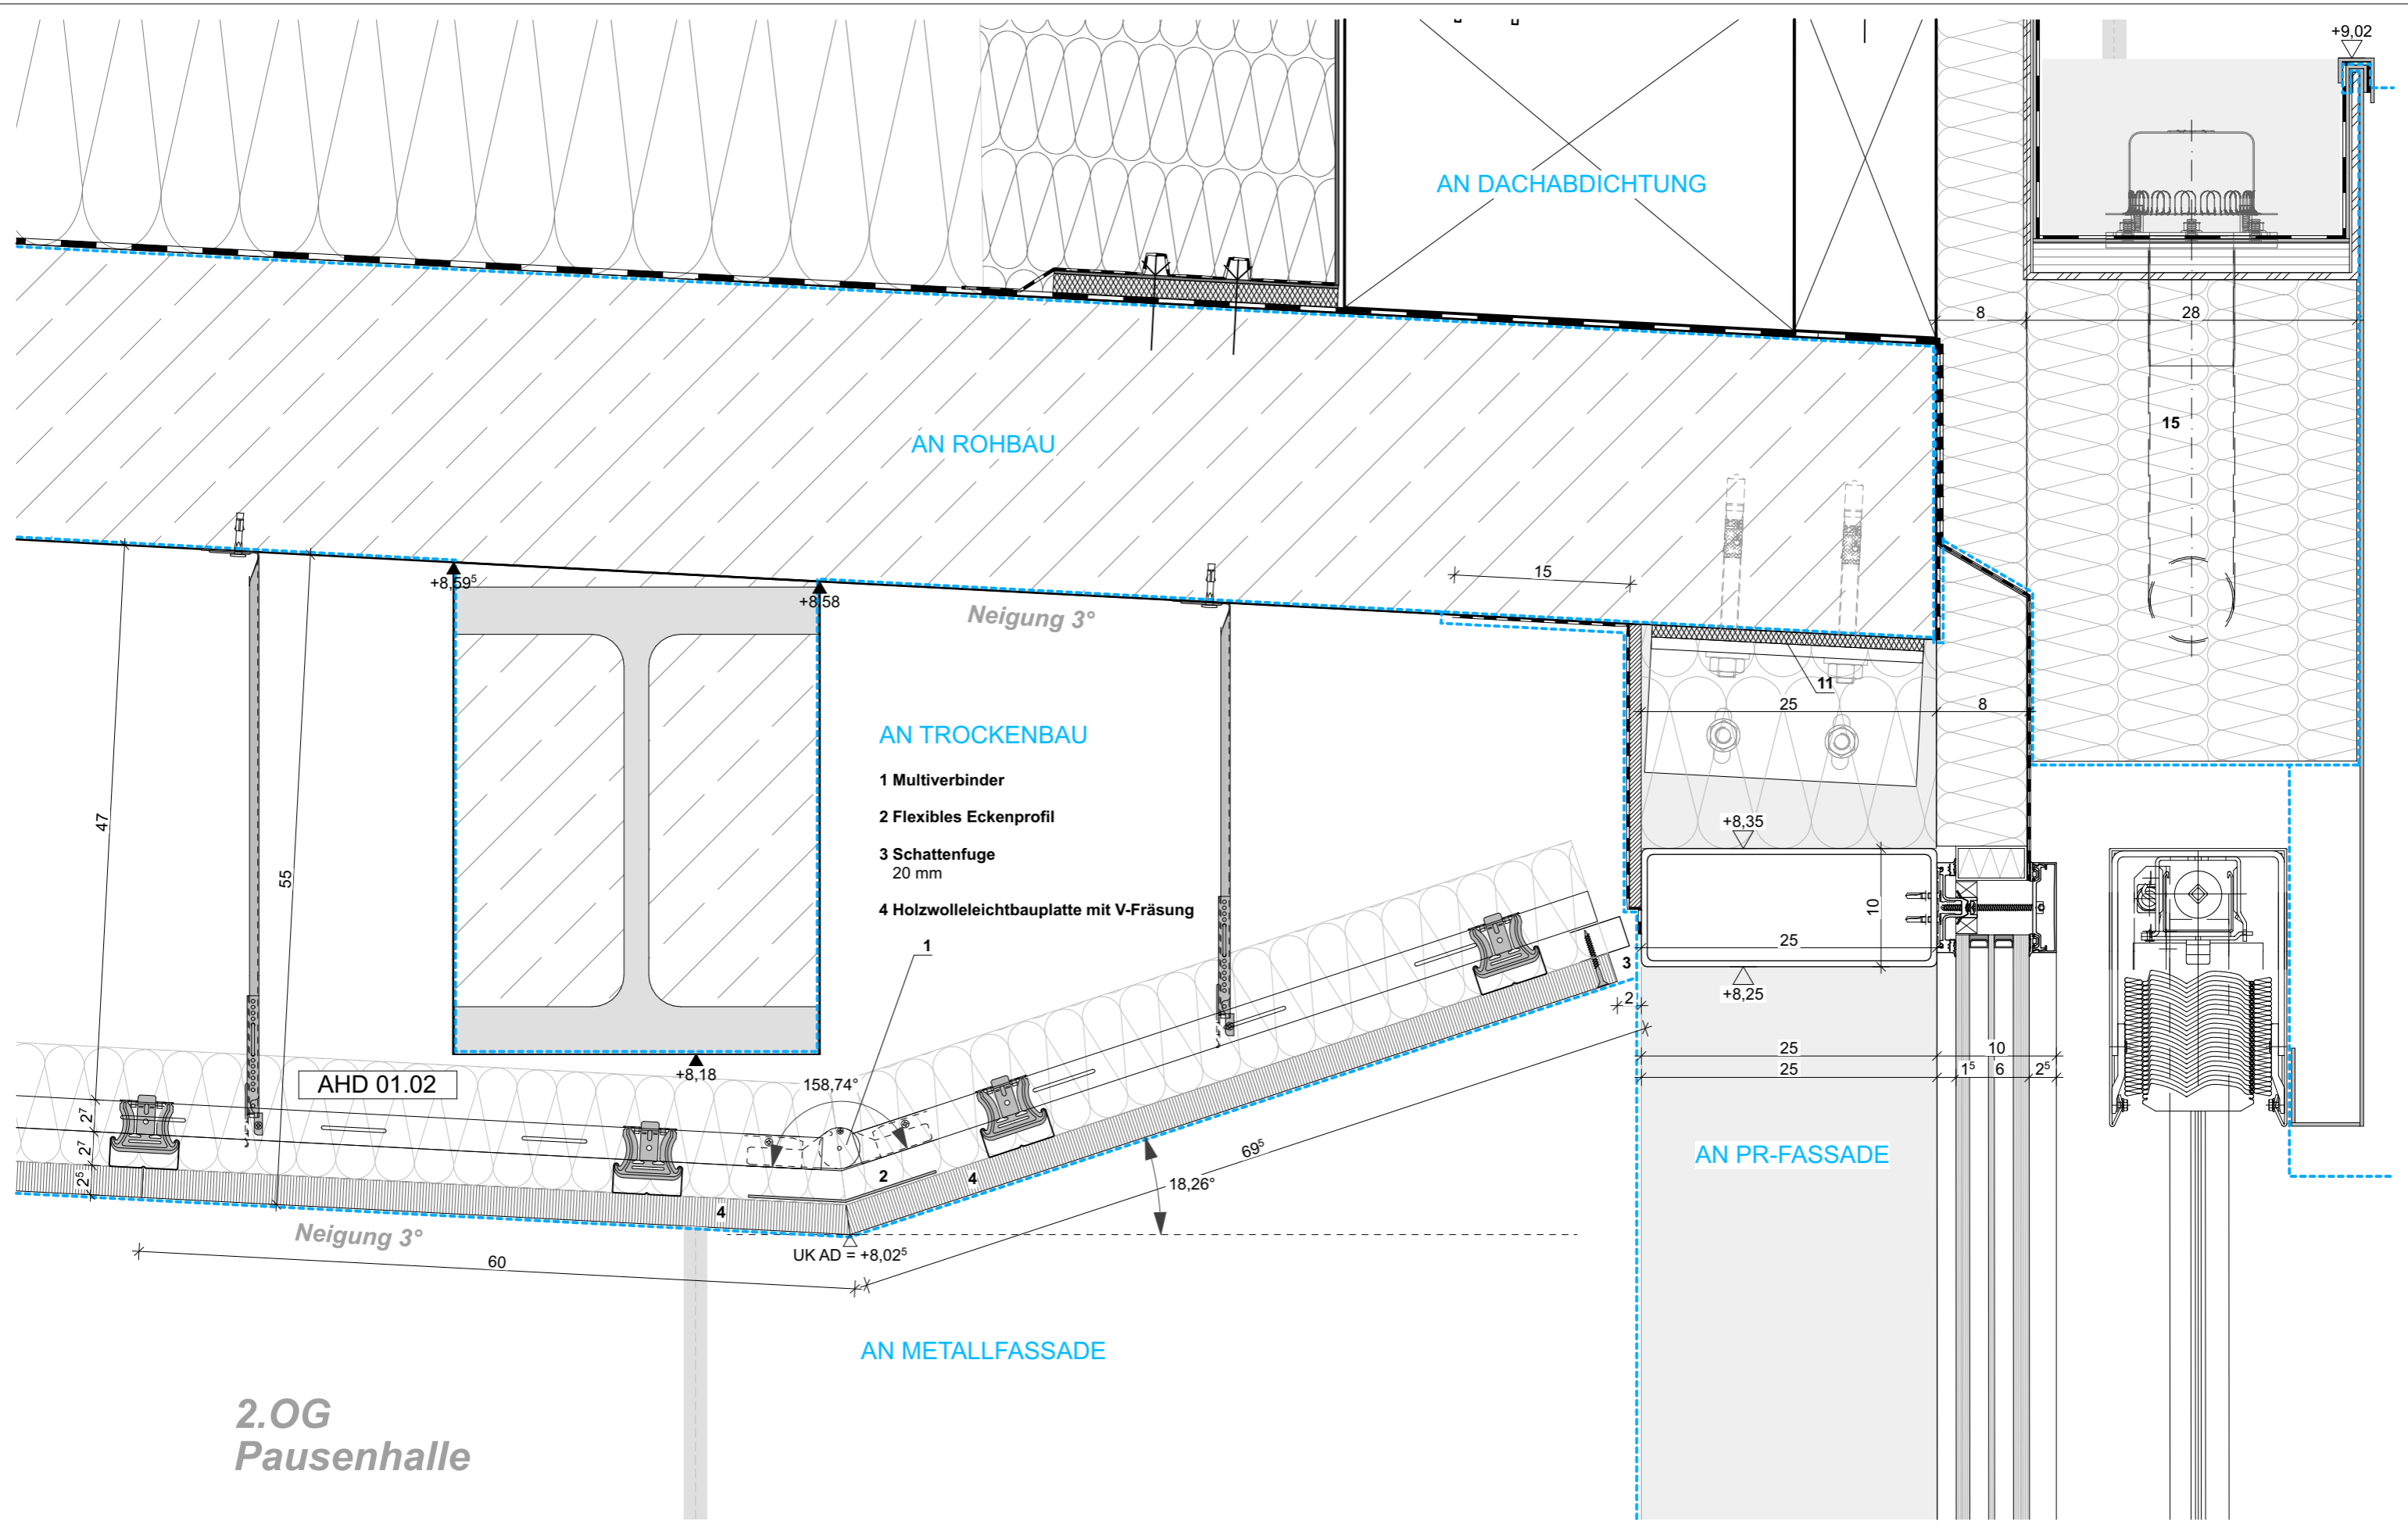 +9,02
AN DACHABDICHTUNG
8
28
15
AN ROHBAU
+8,59⁵
+8,58
Neigung 3°
15
11
25
8
AN TROCKENBAU
1 Multiverbinder
2 Flexibles Eckenprofil
3 Schattenfuge
20 mm
4 Holzwolleleichtbauplatte mit V-Fräsung
1
47
55
+8,35
10
25
+8,25
3
2
AHD 01.02
+8,18
158,74°
25
10
25
1⁵
6
2⁵
2⁷
2⁷
2⁵
2
4
4
69⁵
18,26°
AN PR-FASSADE
Neigung 3°
60
UK AD = +8,02⁵
AN METALLFASSADE
2.OG
Pausenhalle